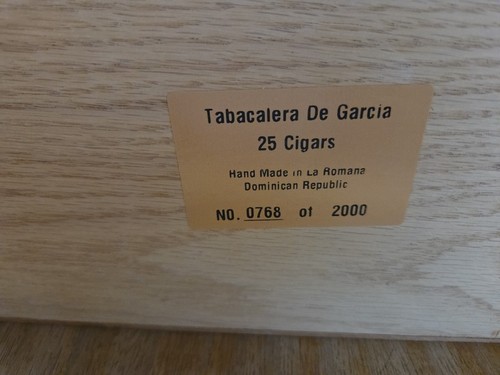 Tabacalera De Garcia
25 Cigars
Hand Made in La Romana
Dominican Republic
NO. 0768 of 2000